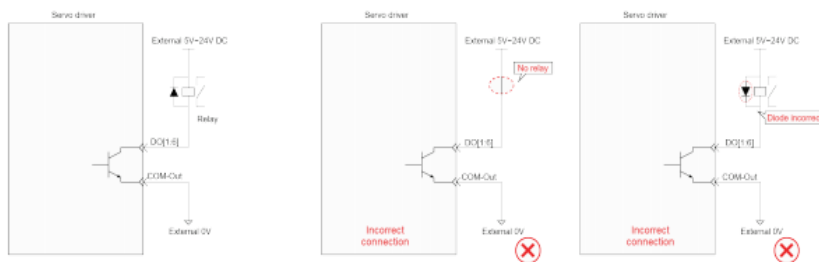 Servo driver
External 5V~24V DC
Relay
DO[1:6]
COM-Out
External 0V
Servo driver
External 5V~24V DC
No relay
DO[1:6]
COM-Out
Incorrect
connection
External 0V
Servo driver
External 5V~24V DC
Diode incorrect
DO[1:6]
COM-Out
Incorrect
connection
External 0V